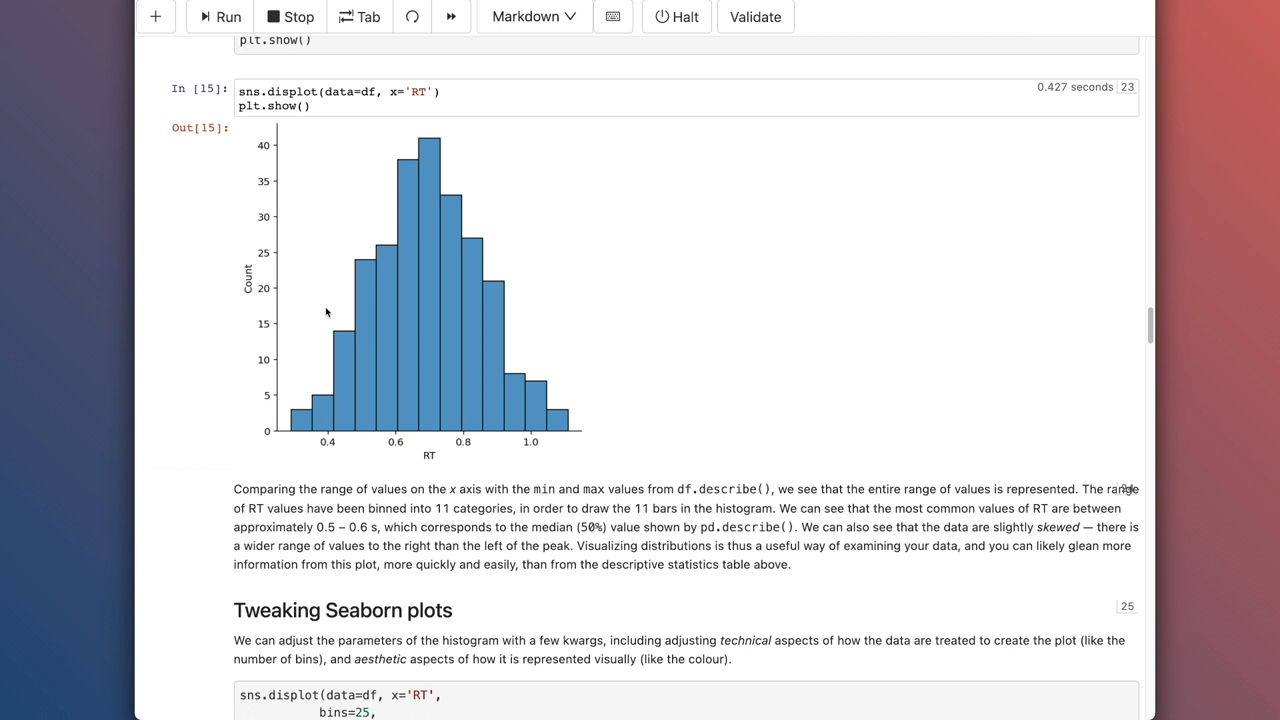 Run Stop Tab Markdown Halt Validate
plt.show()
In [15]: sns.displot(data=df, x='RT') 0.427 seconds 23
plt.show()
Out[15]:
40
35
30
25
20
15
10
5
0
Count
0.4 0.6 0.8 1.0
RT
Comparing the range of values on the x axis with the min and max values from df.describe(), we see that the entire range of values is represented. The range
of RT values have been binned into 11 categories, in order to draw the 11 bars in the histogram. We can see that the most common values of RT are between
approximately 0.5 – 0.6 s, which corresponds to the median (50%) value shown by pd.describe(). We can also see that the data are slightly skewed — there is
a wider range of values to the right than the left of the peak. Visualizing distributions is thus a useful way of examining your data, and you can likely glean more
information from this plot, more quickly and easily, than from the descriptive statistics table above.
Tweaking Seaborn plots 25
We can adjust the parameters of the histogram with a few kwargs, including adjusting technical aspects of how the data are treated to create the plot (like the
number of bins), and aesthetic aspects of how it is represented visually (like the colour).
sns.displot(data=df, x='RT',
bins=25,